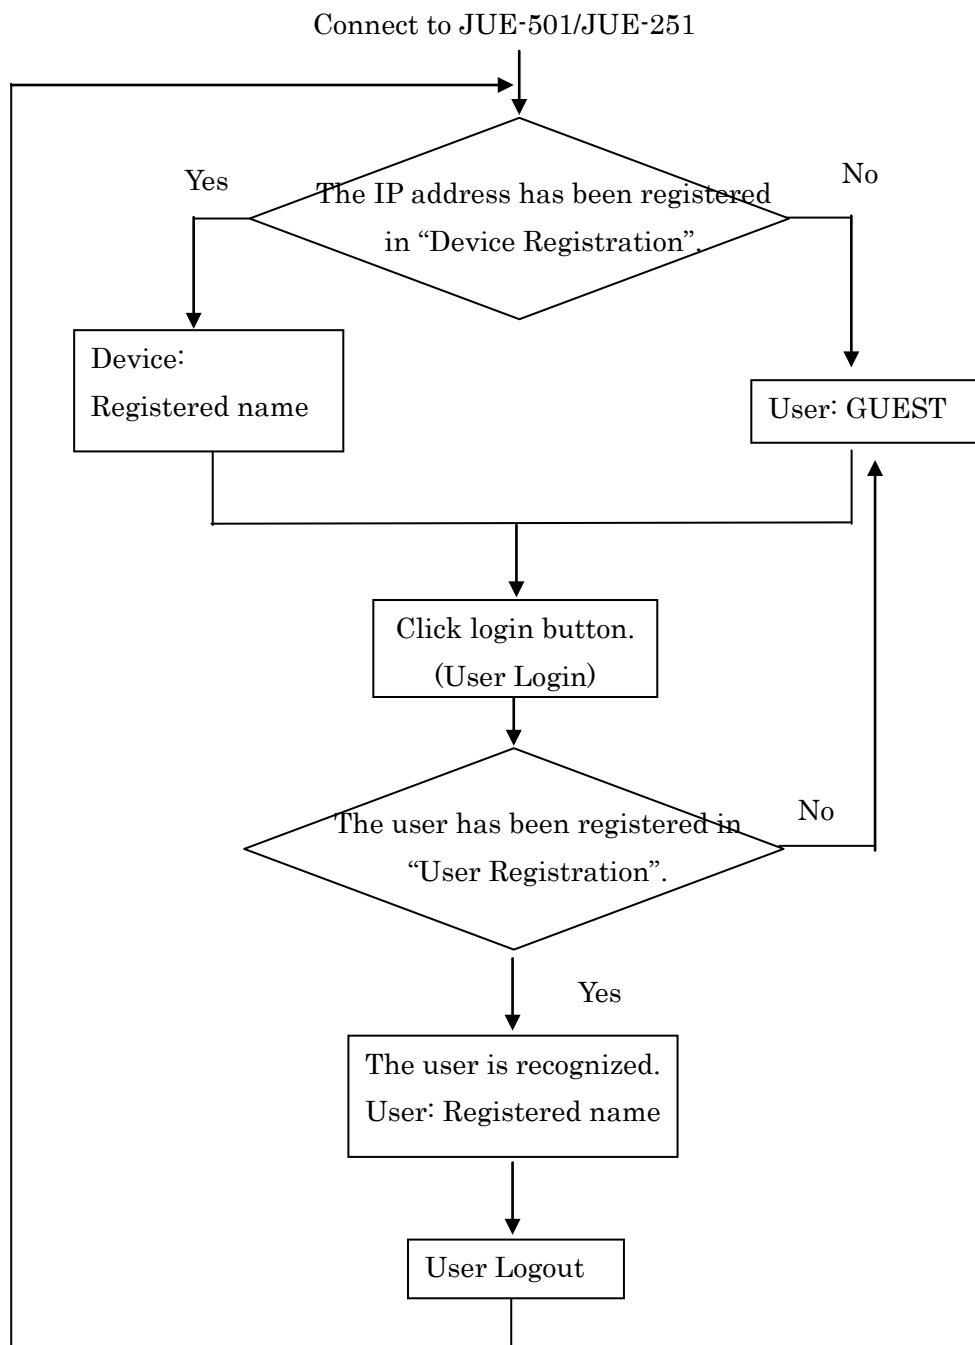 Connect to JUE-501/JUE-251
Yes
No
The IP address has been registered
in “Device Registration”.
Device:
Registered name
User: GUEST
Click login button.
(User Login)
No
The user has been registered in
“User Registration”.
Yes
The user is recognized.
User: Registered name
User Logout